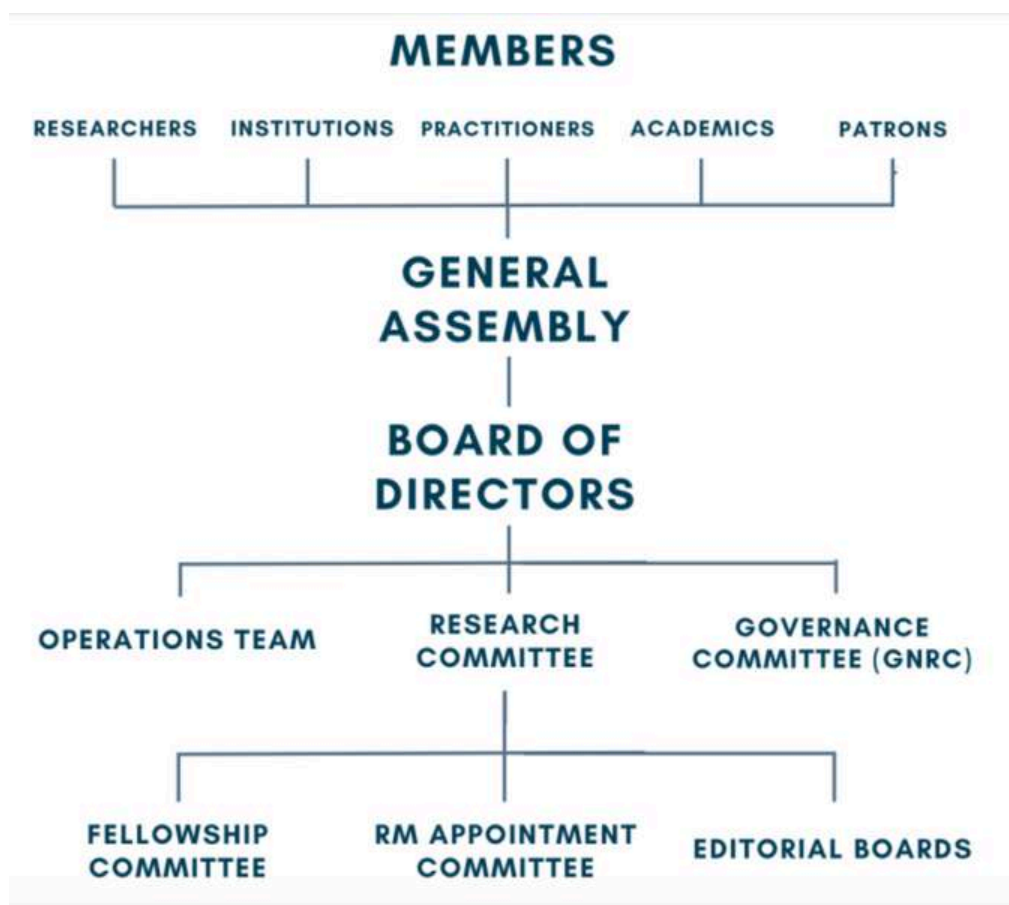 MEMBERS
RESEARCHERS INSTITUTIONS PRACTITIONERS ACADEMICS PATRONS
GENERAL
ASSEMBLY
BOARD OF
DIRECTORS
OPERATIONS TEAM
RESEARCH
COMMITTEE
GOVERNANCE
COMMITTEE (GNRC)
FELLOWSHIP
COMMITTEE
RM APPOINTMENT
COMMITTEE
EDITORIAL BOARDS